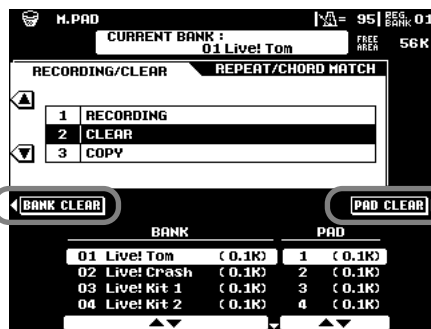 M.PAD = 95 REG. BANK 01
CURRENT BANK :
01 Live! Tom
FREE AREA 56K
RECORDING/CLEAR REPEAT/CHORD MATCH
1 RECORDING
2 CLEAR
3 COPY
BANK CLEAR PAD CLEAR
BANK PAD
01 Live! Tom (0.1K) 1 (0.1K)
02 Live! Crash (0.1K) 2 (0.1K)
03 Live! Kit 1 (0.1K) 3 (0.1K)
04 Live! Kit 2 (0.1K) 4 (0.1K)